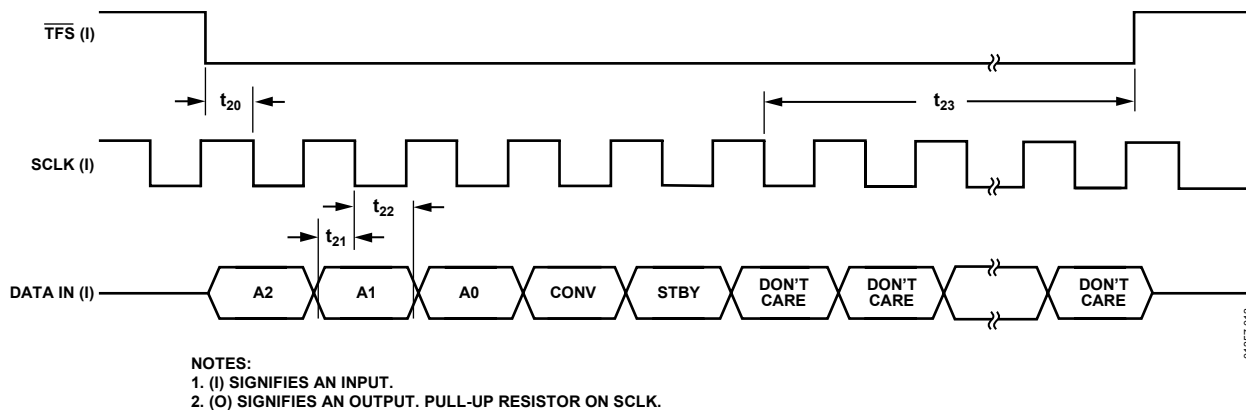 TFS (I)
t20
t23
SCLK (I)
t22
t21
DATA IN (I)
A2
A1
A0
CONV
STBY
DON'T
CARE
DON'T
CARE
DON'T
CARE
NOTES:
1. (I) SIGNIFIES AN INPUT.
2. (O) SIGNIFIES AN OUTPUT. PULL-UP RESISTOR ON SCLK.